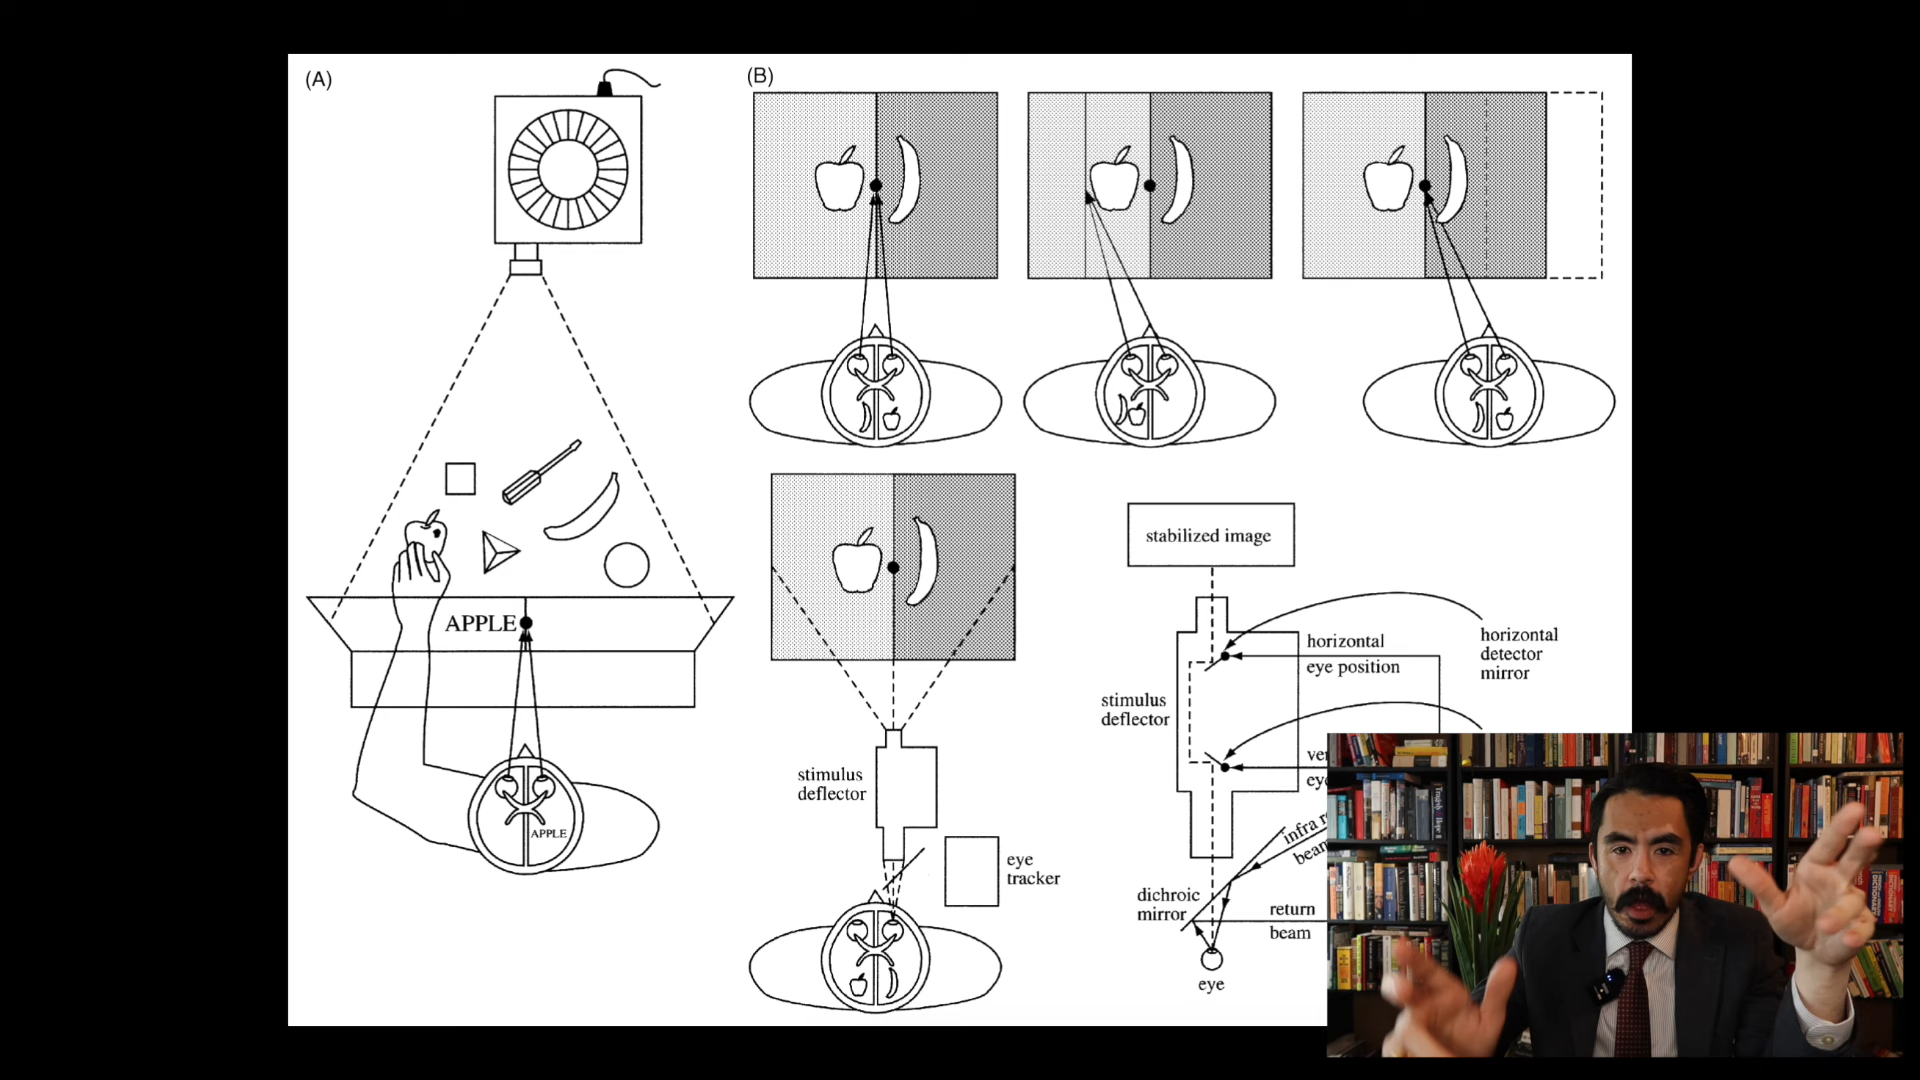 (A)
(B)
APPLE
APPLE
stimulus
deflector
eye
tracker
stabilized image
horizontal
eye position
horizontal
detector
mirror
stimulus
deflector
dichroic
mirror
return
beam
eye
infra